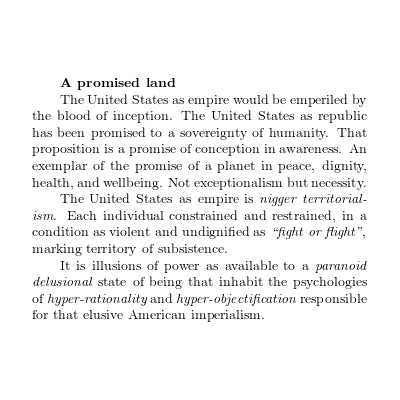 A promised land
The United States as empire would be emperiled by
the blood of inception. The United States as republic
has been promised to a sovereignty of humanity. That
proposition is a promise of conception in awareness. An
exemplar of the promise of a planet in peace, dignity,
health, and wellbeing. Not exceptionalism but necessity.
The United States as empire is nigger territorial-
ism. Each individual constrained and restrained, in a
condition as violent and undignified as “fight or flight”,
marking territory of subsistence.
It is illusions of power as available to a paranoid
delusional state of being that inhabit the psychologies
of hyper-rationality and hyper-objectification responsible
for that elusive American imperialism.